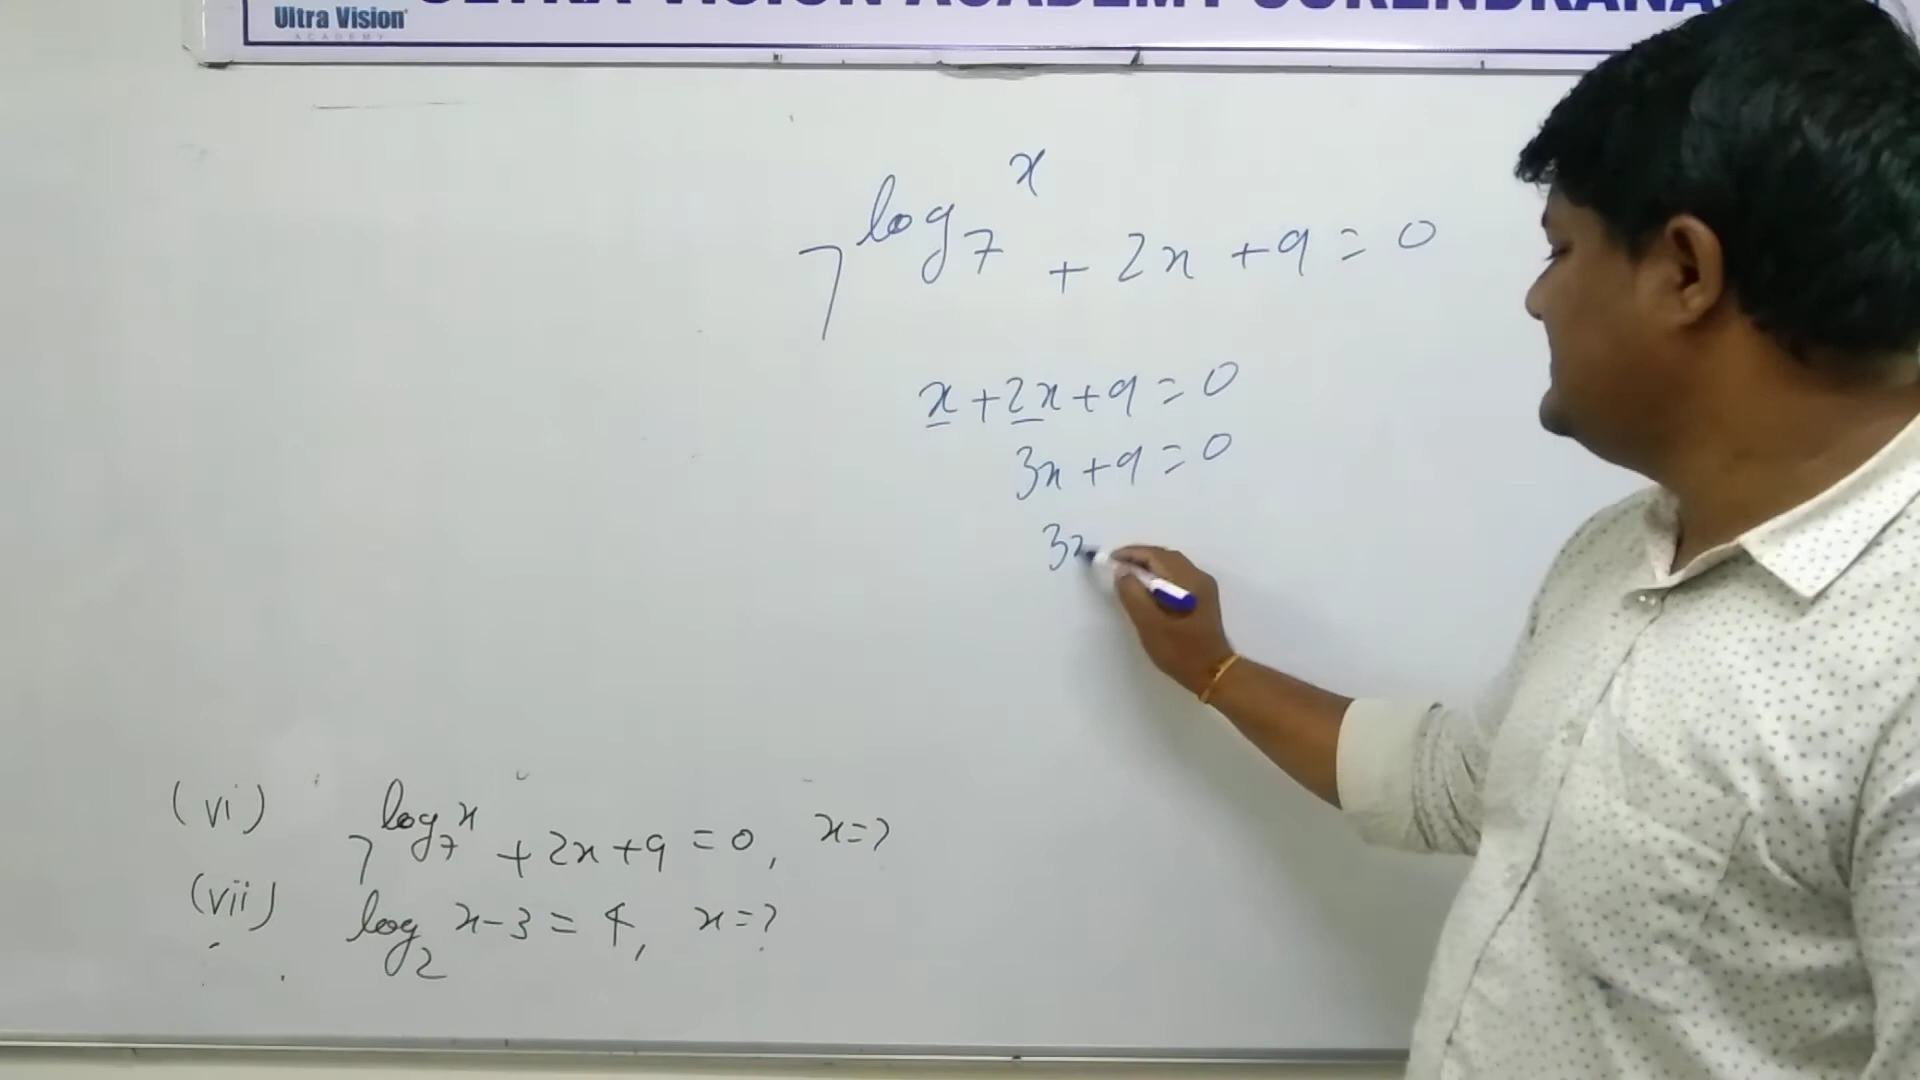 Ultra Vision
ACADEMY
7^log_7 x + 2x + 9 = 0
x + 2x + 9 = 0
3x + 9 = 0
3x
(vi) 7^log_7 x + 2x + 9 = 0, x = ?
(vii) log_2 x - 3 = 4, x = ?